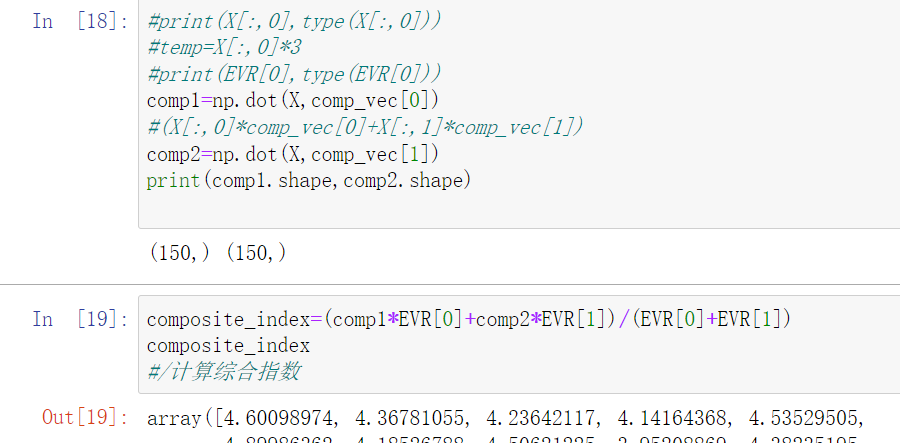 In [18]:
#print(X[:,0],type(X[:,0]))
#temp=X[:,0]*3
#print(EVR[0],type(EVR[0]))
comp1=np.dot(X,comp_vec[0])
#(X[:,0]*comp_vec[0]+X[:,1]*comp_vec[1])
comp2=np.dot(X,comp_vec[1])
print(comp1.shape,comp2.shape)
(150,) (150,)
In [19]:
composite_index=(comp1*EVR[0]+comp2*EVR[1])/(EVR[0]+EVR[1])
composite_index
#/计算综合指数
Out[19]:
array([4.60098974, 4.36781055, 4.23642117, 4.14164368, 4.53529505,